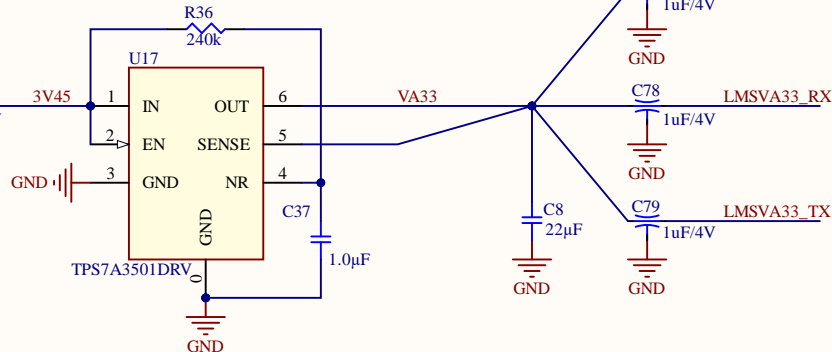 R36
240k
1uF/4V
GND
U17
3V45
1
IN
OUT
6
VA33
C78
LMSVA33_RX
1uF/4V
2
EN
SENSE
5
GND
GND
3
GND
NR
4
C37
GND
C8
22µF
C79
LMSVA33_TX
1uF/4V
1.0µF
TPS7A3501DRV
0
GND
GND
GND